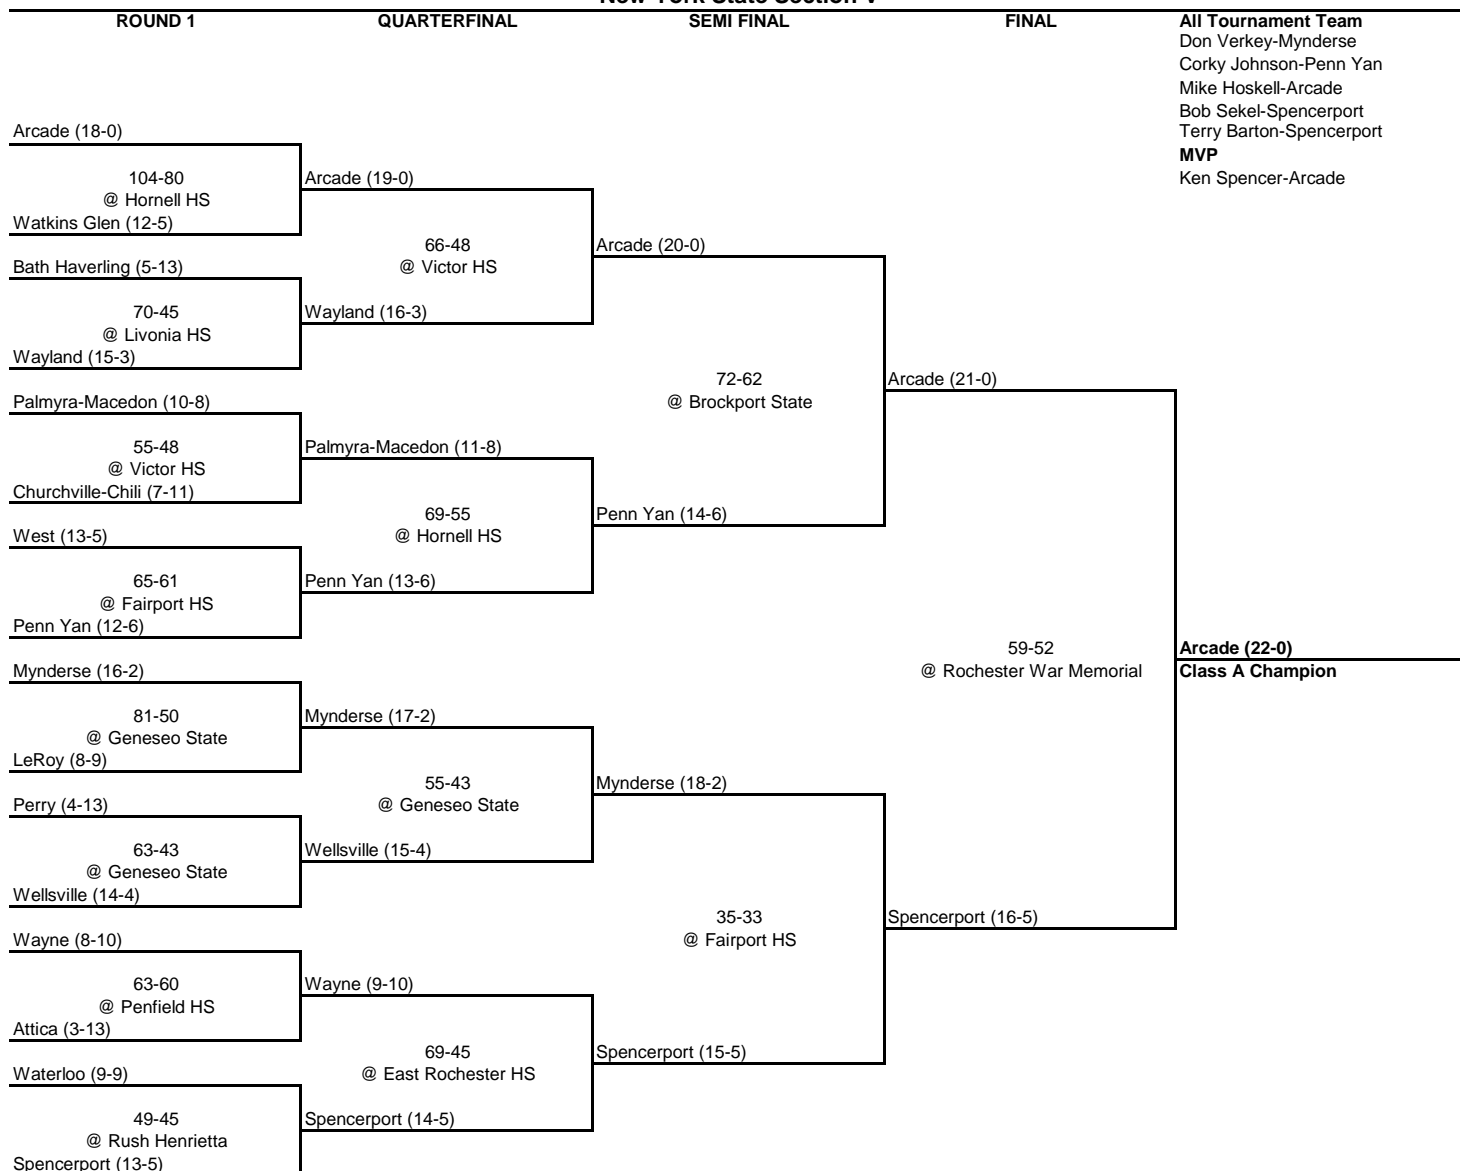 New York State Section V
ROUND 1 QUARTERFINAL SEMI FINAL FINAL All Tournament Team
Don Verkey-Mynderse
Corky Johnson-Penn Yan
Mike Hoskell-Arcade
Bob Sekel-Spencerport
Terry Barton-Spencerport
MVP
Ken Spencer-Arcade
Arcade (18-0)
104-80
@ Hornell HS
Watkins Glen (12-5)
Bath Haverling (5-13)
70-45
@ Livonia HS
Wayland (15-3)
Palmyra-Macedon (10-8)
55-48
@ Victor HS
Churchville-Chili (7-11)
West (13-5)
65-61
@ Fairport HS
Penn Yan (12-6)
Mynderse (16-2)
81-50
@ Geneseo State
LeRoy (8-9)
Perry (4-13)
63-43
@ Geneseo State
Wellsville (14-4)
Wayne (8-10)
63-60
@ Penfield HS
Attica (3-13)
Waterloo (9-9)
49-45
@ Rush Henrietta
Spencerport (13-5)
Arcade (19-0)
66-48
@ Victor HS
Wayland (16-3)
Palmyra-Macedon (11-8)
69-55
@ Hornell HS
Penn Yan (13-6)
Mynderse (17-2)
55-43
@ Geneseo State
Wellsville (15-4)
Wayne (9-10)
69-45
@ East Rochester HS
Spencerport (14-5)
Arcade (20-0)
72-62
@ Brockport State
Penn Yan (14-6)
Mynderse (18-2)
35-33
@ Fairport HS
Spencerport (15-5)
Arcade (21-0)
59-52
@ Rochester War Memorial
Spencerport (16-5)
Arcade (22-0)
Class A Champion